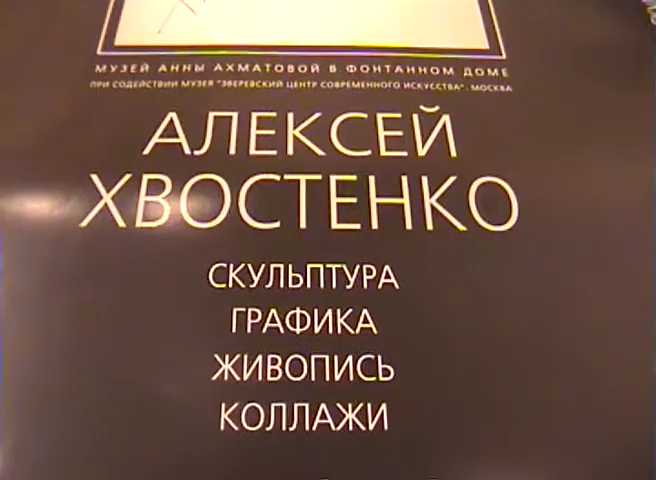 МУЗЕЙ АННЫ АХМАТОВОЙ В ФОНТАННОМ ДОМЕ
ПРИ СОДЕЙСТВИИ МУЗЕЯ "ЗВЕРЕВСКИЙ ЦЕНТР СОВРЕМЕННОГО ИСКУССТВА". МОСКВА
АЛЕКСЕЙ
ХВОСТЕНКО
СКУЛЬПТУРА
ГРАФИКА
ЖИВОПИСЬ
КОЛЛАЖИ